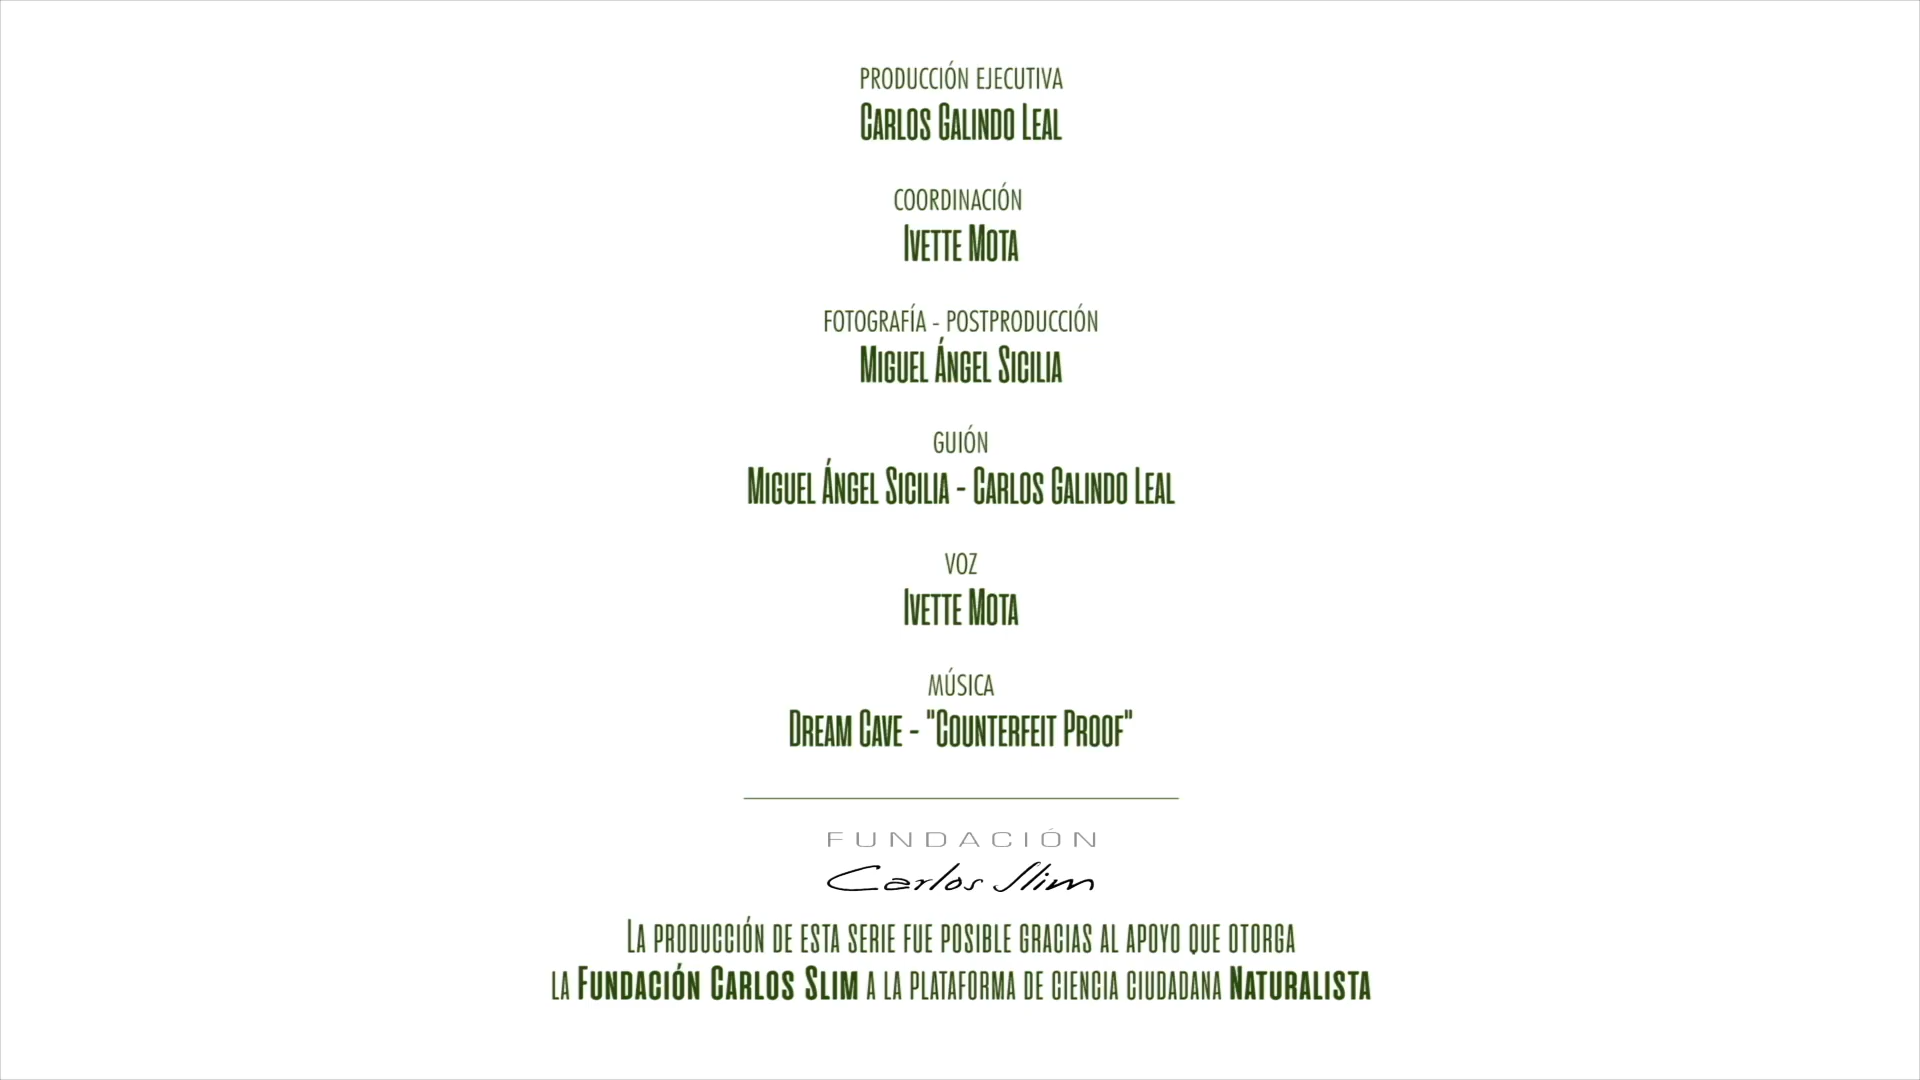 PRODUCCIÓN EJECUTIVA
CARLOS GALINDO LEAL
COORDINACIÓN
IVETTE MOTA
FOTOGRAFÍA - POSTPRODUCCIÓN
MIGUEL ÁNGEL SICILIA
GUIÓN
MIGUEL ÁNGEL SICILIA - CARLOS GALINDO LEAL
VOZ
IVETTE MOTA
MÚSICA
DREAM CAVE - "COUNTERFEIT PROOF"
FUNDACIÓN
Carlos Slim
LA PRODUCCIÓN DE ESTA SERIE FUE POSIBLE GRACIAS AL APOYO QUE OTORGA
LA FUNDACIÓN CARLOS SLIM A LA PLATAFORMA DE CIENCIA CIUDADANA NATURALISTA